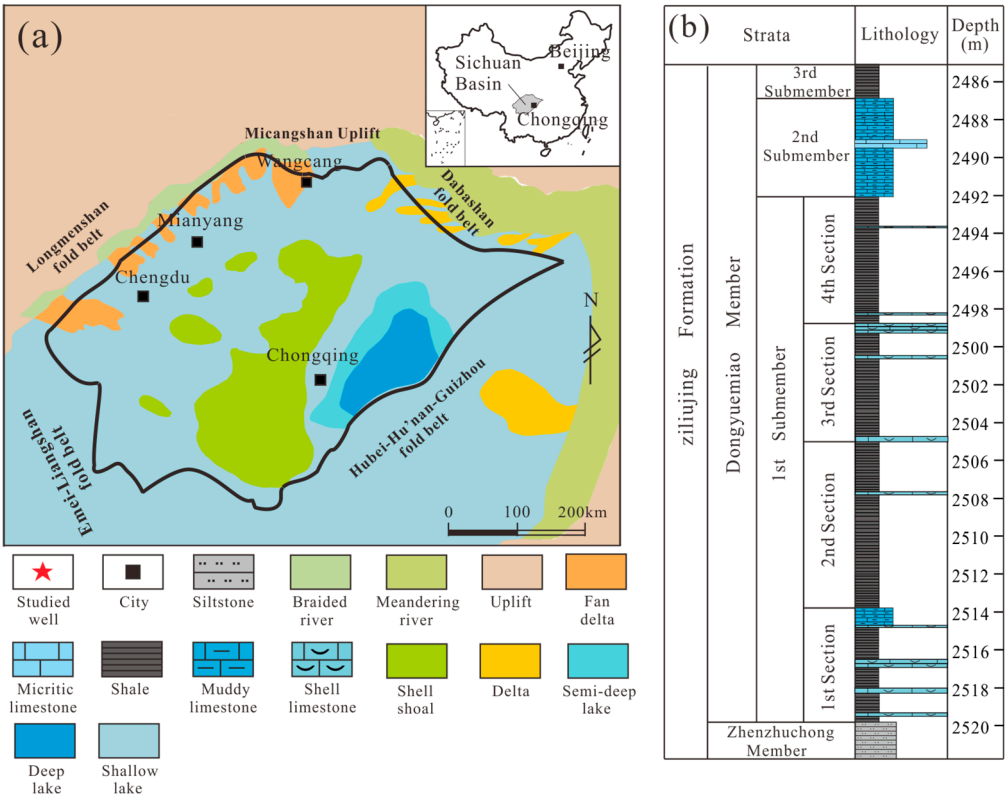 (a)
Beijing
Sichuan
Basin
Chongqing
Micangshan Uplift
Wangcang
Dabashan
fold belt
Longmenshan
fold belt
Mianyang
Chengdu
N
Chongqing
Hubei-Hu'nan-Guizhou
fold belt
Emei-Liangshan
fold belt
0 100 200km
Studied
well
City
Siltstone
Braided
river
Meandering
river
Uplift
Fan
delta
Micritic
limestone
Shale
Muddy
limestone
Shell
limestone
Shell
shoal
Delta
Semi-deep
lake
Deep
lake
Shallow
lake
(b)
Strata
Lithology
Depth
(m)
ziliujing Formation
Dongyuemiao Member
3rd
Submember
2nd
Submember
1st Submember
4th Section
3rd Section
2nd Section
1st Section
Zhenzhuchong
Member
2486
2488
2490
2492
2494
2496
2498
2500
2502
2504
2506
2508
2510
2512
2514
2516
2518
2520